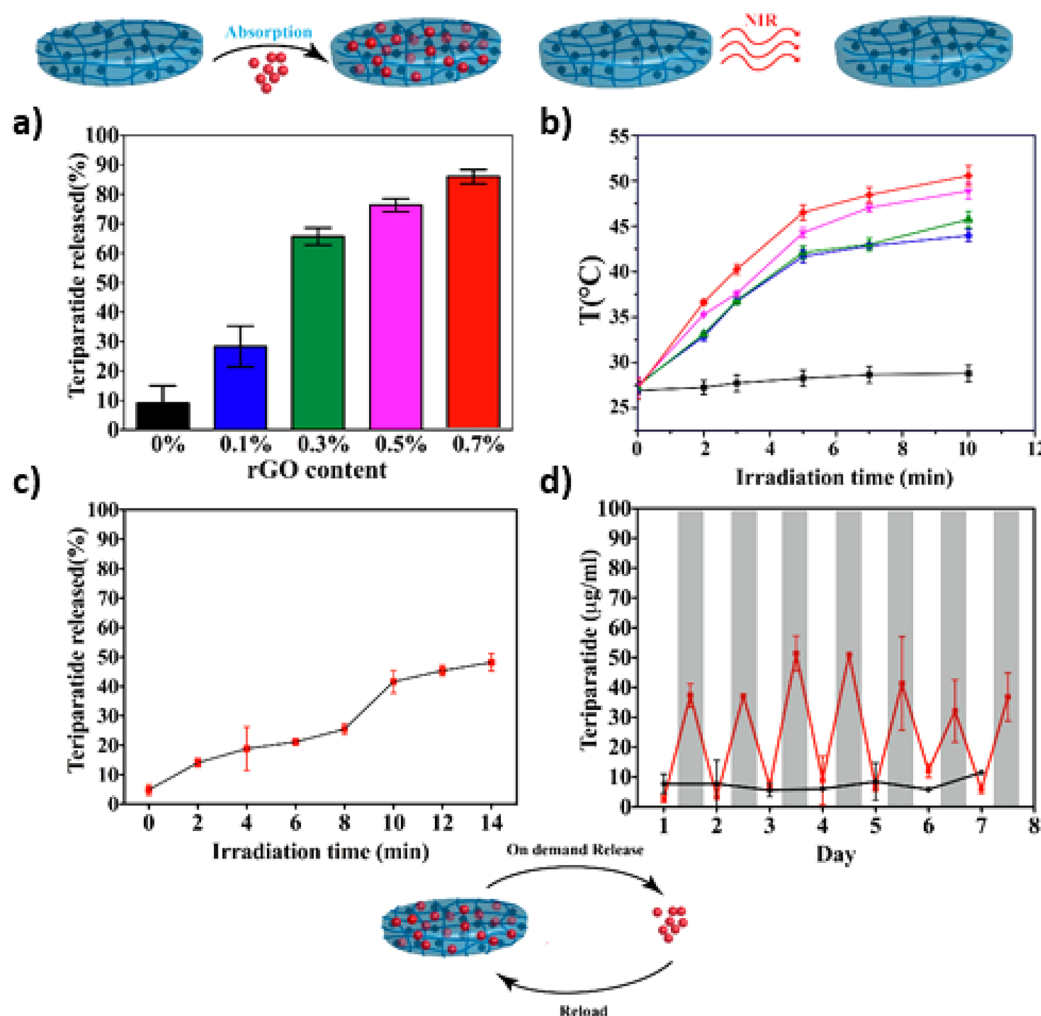 Absorption
NIR
a)
100
90
80
70
60
50
40
30
20
10
0
Teriparatide released(%)
0% 0.1% 0.3% 0.5% 0.7%
rGO content
b)
55
50
45
40
35
30
25
T(°C)
0 2 4 6 8 10 12
Irradiation time (min)
c)
100
90
80
70
60
50
40
30
20
10
0
Teriparatide released(%)
0 2 4 6 8 10 12 14
Irradiation time (min)
d)
100
90
80
70
60
50
40
30
20
10
0
Teriparatide (μg/ml)
1 2 3 4 5 6 7 8
Day
On demand Release
Reload